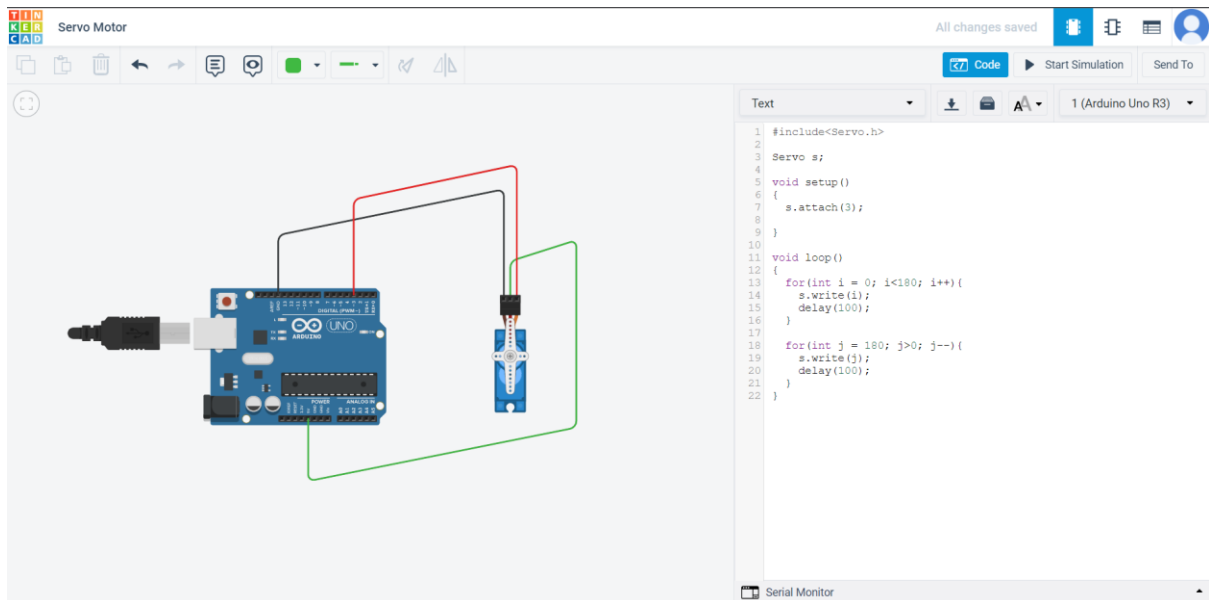 TIN
KER
CAD
Servo Motor
All changes saved
Code
Start Simulation
Send To
Text
1 (Arduino Uno R3)
1 #include<Servo.h>
2
3 Servo s;
4
5 void setup()
6 {
7 s.attach(3);
8
9 }
10
11 void loop()
12 {
13 for(int i = 0; i<180; i++){
14 s.write(i);
15 delay(100);
16 }
17
18 for(int j = 180; j>0; j--){
19 s.write(j);
20 delay(100);
21 }
22 }
DIGITAL (PWM~)
UNO
ARDUINO
POWER
ANALOG IN
Serial Monitor